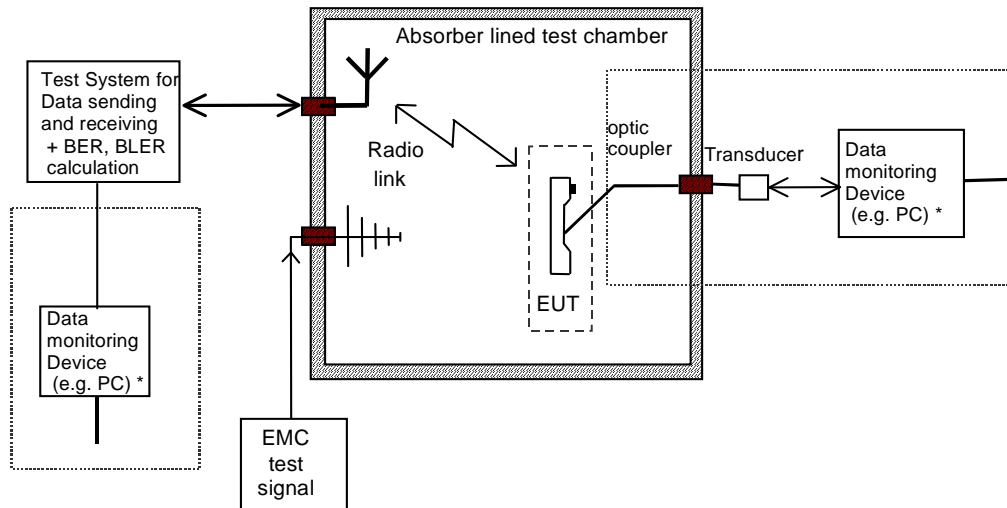 Absorber lined test chamber
Test System for
Data sending
and receiving
+ BER, BLER
calculation
Radio
link
optic
coupler
Transducer
Data
monitoring
Device
(e.g. PC) *
EUT
Data
monitoring
Device
(e.g. PC) *
EMC
test
signal